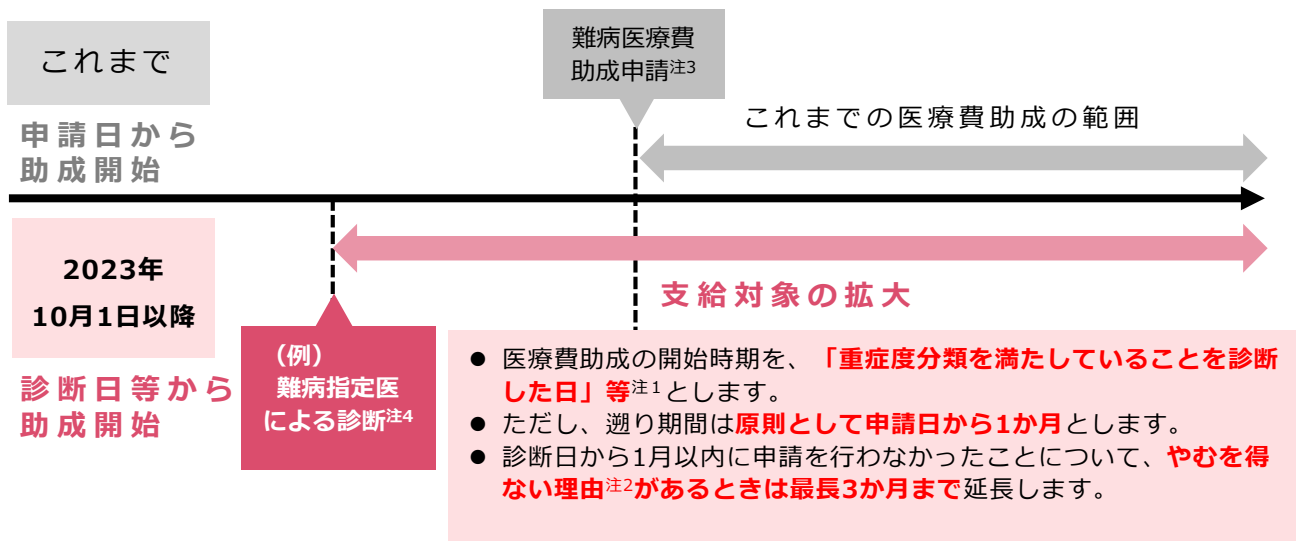 これまで
申請日から
助成開始
難病医療費
助成申請注3
これまでの医療費助成の範囲
2023年
10月1日以降
診断日等から
助成開始
(例)
難病指定医
による診断注4
支給対象の拡大
● 医療費助成の開始時期を、「重症度分類を満たしていることを診断
した日」等注1とします。
● ただし、遡り期間は原則として申請日から1か月とします。
● 診断日から1月以内に申請を行わなかったことについて、やむを得
ない理由注2があるときは最長3か月まで延長します。